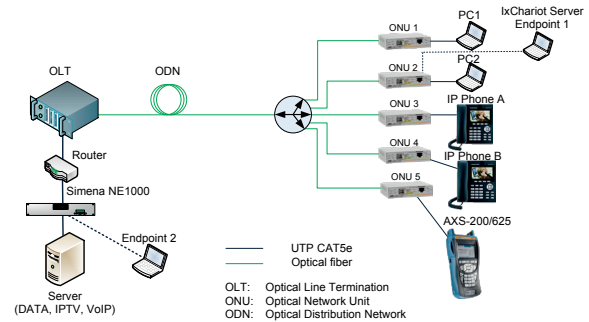 IxChariot Server
Endpoint 1
PC1
ONU 1
OLT
ODN
ONU 2
PC2
ONU 3
IP Phone A
Router
ONU 4
IP Phone B
Simena NE1000
ONU 5
AXS-200/625
Endpoint 2
UTP CAT5e
Optical fiber
Server
(DATA, IPTV, VoIP)
OLT: Optical Line Termination
ONU: Optical Network Unit
ODN: Optical Distribution Network